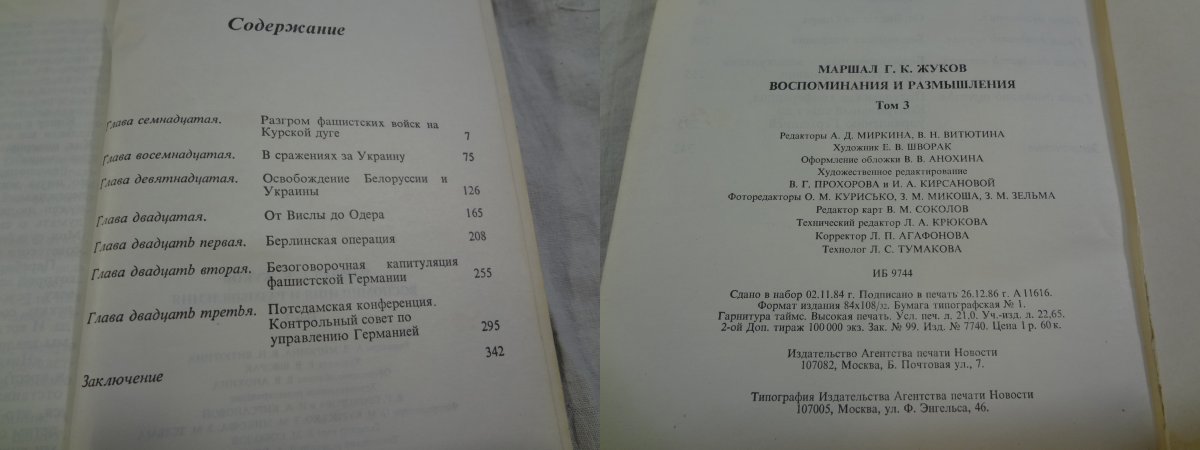 Содержание
Глава семнадцатая. Разгром фашистских войск на
Курской дуге 7
Глава восемнадцатая. В сражениях за Украину 75
Глава девятнадцатая. Освобождение Белоруссии и
Украины 126
Глава двадцатая. От Вислы до Одера 165
Глава двадцать первая. Берлинская операция 208
Глава двадцать вторая. Безоговорочная капитуляция
фашистской Германии 255
Глава двадцать третья. Потсдамская конференция.
Контрольный совет по
управлению Германией 295
Заключение 342
МАРШАЛ Г. К. ЖУКОВ
ВОСПОМИНАНИЯ И РАЗМЫШЛЕНИЯ
Том 3
Редакторы А. Д. МИРКИНА, В. Н. ВИТЮТИНА
Художник Е. В. ШВОРАК
Оформление обложки В. В. АНОХИНА
Художественное редактирование
В. Г. ПРОХОРОВА и И. А. КИРСАНОВОЙ
Фоторедакторы О. М. КУРИСЬКО, З. М. МИКОША, З. М. ЗЕЛЬМА
Редактор карт В. М. СОКОЛОВ
Технический редактор Л. А. КРЮКОВА
Корректор Л. П. АГАФОНОВА
Технолог Л. С. ТУМАКОВА
ИБ 9744
Сдано в набор 02.11.84 г. Подписано в печать 26.12.86 г. А 11616.
Формат издания 84х108/32. Бумага типографская № 1.
Гарнитура таймс. Высокая печать. Усл. печ. л. 21,0. Уч.-изд. л. 22,65.
2-ой Доп. тираж 100 000 экз. Зак. № 99. Изд. № 7740. Цена 1 р. 60 к.
Издательство Агентства печати Новости
107082, Москва, Б. Почтовая ул., 7.
Типография Издательства Агентства печати Новости
107005, Москва, ул. Ф. Энгельса, 46.